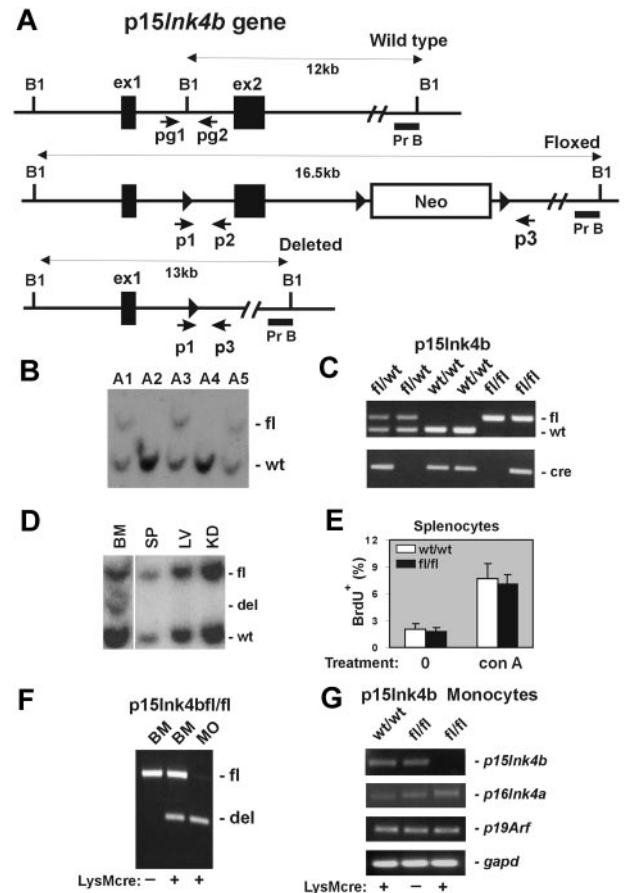 A
p15Ink4b gene
Wild type
12kb
B1 ex1 B1 ex2 B1
pg1 pg2 Pr B
Floxed
16.5kb
B1 B1
Neo
p1 p2 p3 Pr B
Deleted
13kb
B1 ex1 B1
p1 p3 Pr B
B
A1 A2 A3 A4 A5
- fl
- wt
C
p15Ink4b
fl/wt fl/wt wt/wt wt/wt fl/fl fl/fl
- fl
- wt
- cre
D
BM SP LV KD
- fl
- del
- wt
E
Splenocytes
12
9
6
3
0
BrdU+ (%)
wt/wt
fl/fl
Treatment: 0 con A
F
p15Ink4bfl/fl
BM BM MO
- fl
- del
LysMcre: − + +
G
p15Ink4b Monocytes
wt/wt fl/fl fl/fl
- p15Ink4b
- p16Ink4a
- p19Arf
- gapd
LysMcre: + − +